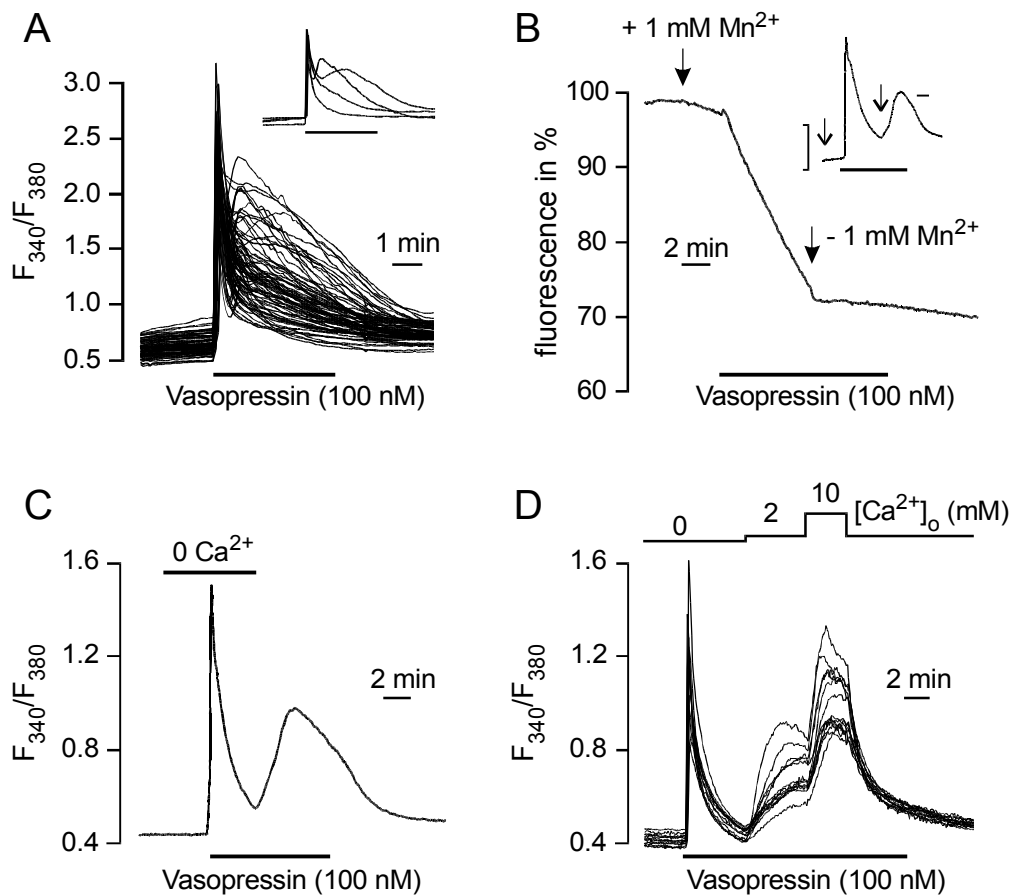 A
3.0
2.5
2.0
1.5
1.0
0.5
F340/F380
1 min
Vasopressin (100 nM)
B
+ 1 mM Mn2+
100
90
80
70
60
fluorescence in %
2 min
- 1 mM Mn2+
Vasopressin (100 nM)
C
0 Ca2+
1.6
1.2
0.8
0.4
F340/F380
2 min
Vasopressin (100 nM)
D
0 2 10 [Ca2+]o (mM)
1.6
1.2
0.8
0.4
F340/F380
2 min
Vasopressin (100 nM)